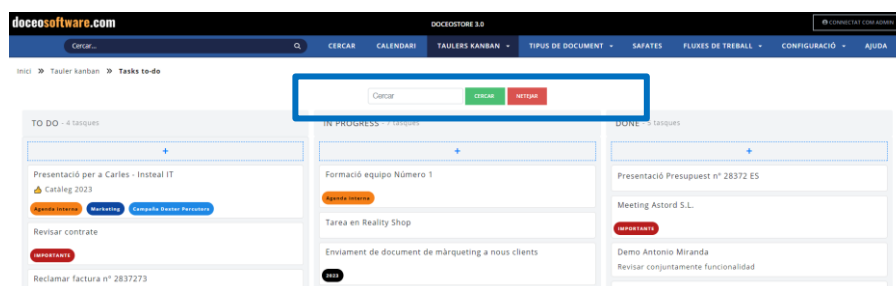 doceosoftware.com
DOCEOSTORE 3.0
CONNECTAT COM ADMIN
Cercar...
CERCAR
CALENDARI
TAULERS KANBAN
TIPUS DE DOCUMENT
SAFATES
FLUXES DE TREBALL
CONFIGURACIÓ
AJUDA
Inici » Tauler kanban » Tasks to-do
Cercar
CERCAR
NETEJAR
TO DO - 4 tasques
+
Presentació per a Carles - Insteal IT
Catàleg 2023
Agenda interna
Marketing
Campaña Doctor Percutors
Revisar contrate
IMPORTANTE
Reclamar factura nº 2837273
IN PROGRESS - 7 tasques
+
Formació equipo Número 1
Agenda interna
Tarea en Reality Shop
Enviament de document de màrqueting a nous clients
2023
DONE - 5 tasques
+
Presentació Presupuest nº 28372 ES
Meeting Astord S.L.
IMPORTANTE
Demo Antonio Miranda
Revisar conjuntamente funcionalidad